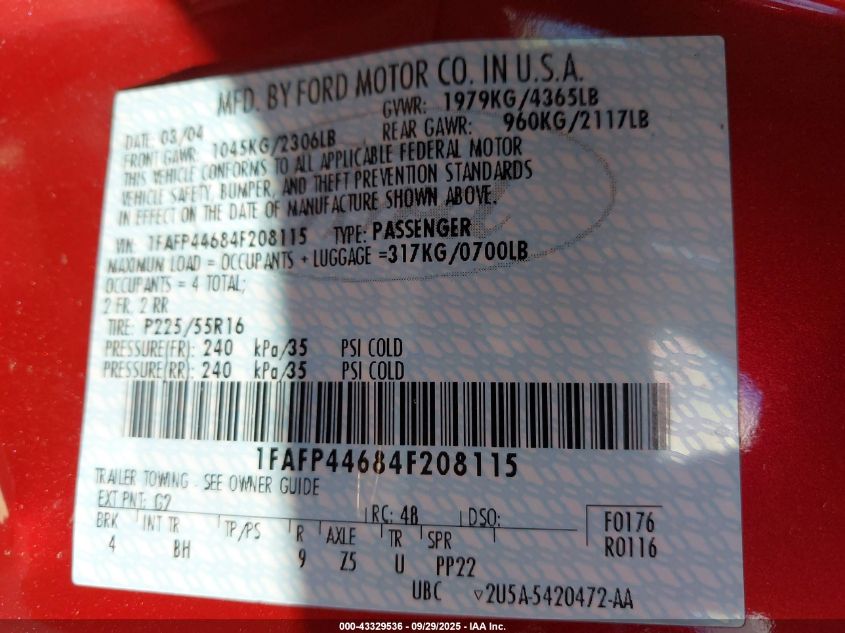 MFD. BY FORD MOTOR CO. IN U.S.A.
DATE: 03/04 GVWR: 1979KG/4365LB
FRONT GAWR: 1045KG/2306LB REAR GAWR: 960KG/2117LB
THIS VEHICLE CONFORMS TO ALL APPLICABLE FEDERAL MOTOR
VEHICLE SAFETY, BUMPER, AND THEFT PREVENTION STANDARDS
IN EFFECT ON THE DATE OF MANUFACTURE SHOWN ABOVE.
VIN: 1FAFP44684F208115 TYPE: PASSENGER
MAXIMUM LOAD = OCCUPANTS + LUGGAGE =317KG/0700LB
OCCUPANTS = 4 TOTAL;
2 FR, 2 RR
TIRE: P225/55R16
PRESSURE(FR): 240 kPa/35 PSI COLD
PRESSURE(RR): 240 kPa/35 PSI COLD
1FAFP44684F208115
TRAILER TOWING - SEE OWNER GUIDE
EXT PNT: G2 RC: 48 DSO: F0176
BRK INT TR TP/PS R AXLE TR SPR R0116
4 BH 9 Z5 U PP22
UBC ▽2U5A-5420472-AA
000-43329536 - 09/29/2025 - IAA Inc.